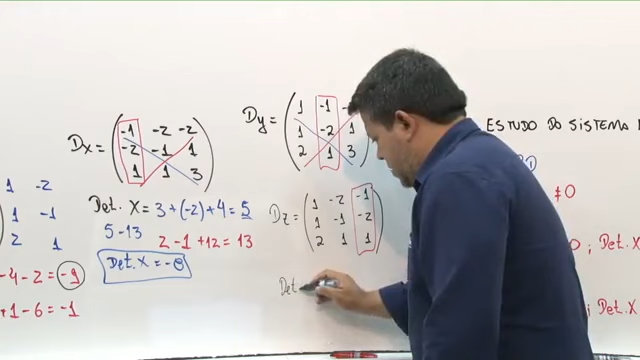 1 -2
1 -1
2 1
-4 -2 = -9
+1 -6 = -1
Dx =
-1 -2 -2
-2 -1 1
1 1 3
Det. X = 3 + (-2) + 4 = 5
5 - 13
2 - 1 + 12 = 13
Det. X = -8
Dy =
1 -1 -
1 -2 1
2 1 3
Dz =
1 -2 -1
1 -1 -2
2 1 1
Det
ESTUDO DO SISTEMA
≠0
; Det. X
; Det. X